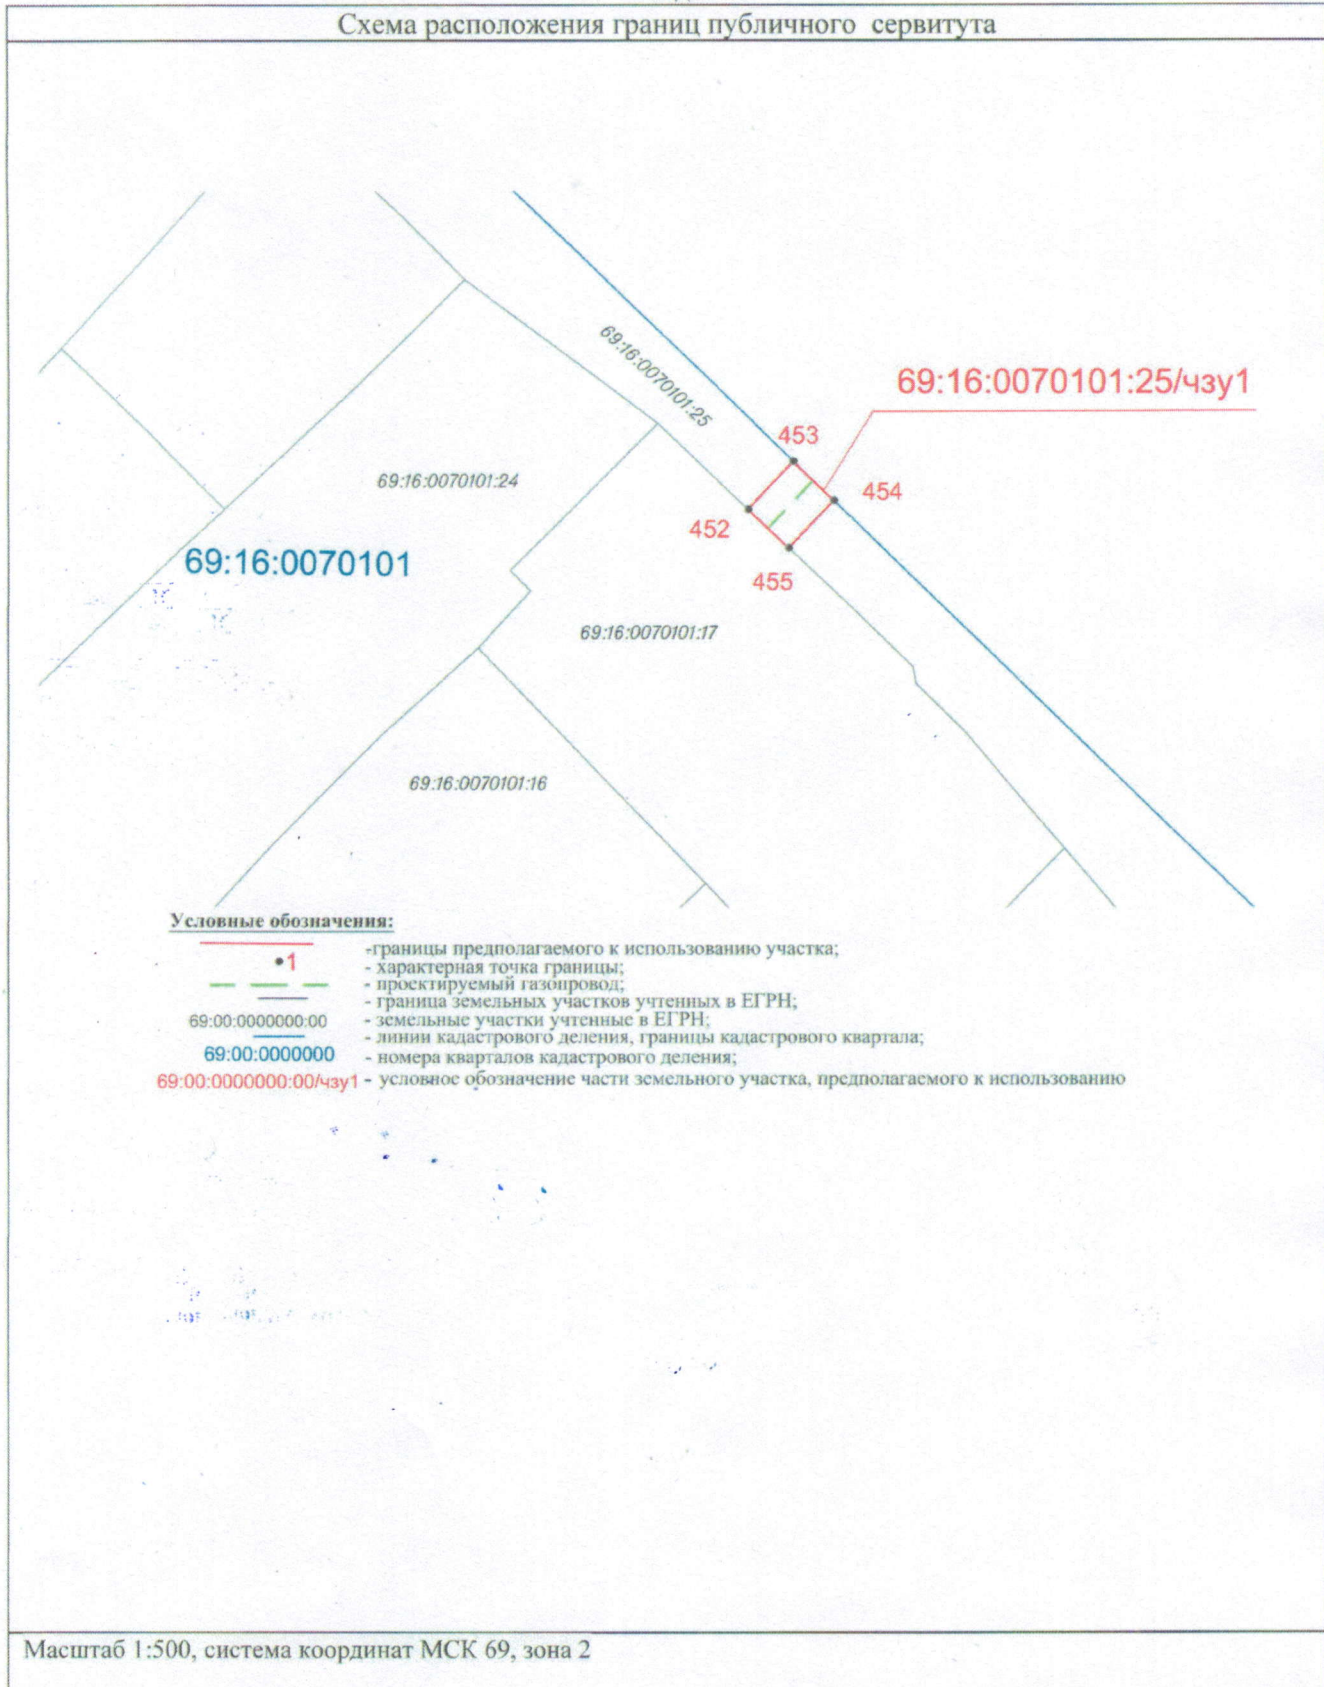 Схема расположения границ публичного сервитута
69:16:0070101:25
69:16:0070101:25/чзу1
453
69:16:0070101:24
454
452
69:16:0070101
455
69:16:0070101:17
69:16:0070101:16
Условные обозначения:
-границы предполагаемого к использованию участка;
•1 - характерная точка границы;
- проектируемый газопровод;
- граница земельных участков учтенных в ЕГРН;
69:00:0000000:00 - земельные участки учтенные в ЕГРН;
- линии кадастрового деления, границы кадастрового квартала;
69:00:0000000 - номера кварталов кадастрового деления;
69:00:0000000:00/чзу1 - условное обозначение части земельного участка, предполагаемого к использованию
Масштаб 1:500, система координат МСК 69, зона 2